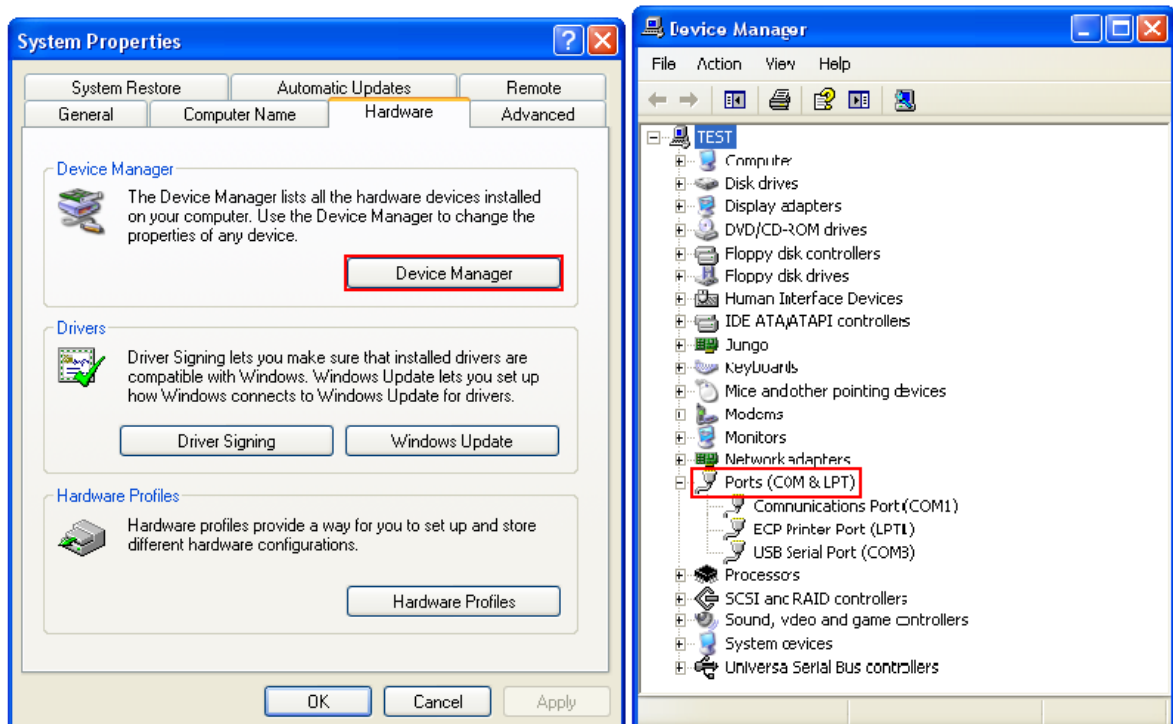 System Properties
System Restore Automatic Updates Remote
General Computer Name Hardware Advanced
Device Manager
The Device Manager lists all the hardware devices installed
on your computer. Use the Device Manager to change the
properties of any device.
Device Manager
Drivers
Driver Signing lets you make sure that installed drivers are
compatible with Windows. Windows Update lets you set up
how Windows connects to Windows Update for drivers.
Driver Signing Windows Update
Hardware Profiles
Hardware profiles provide a way for you to set up and store
different hardware configurations.
Hardware Profiles
OK Cancel Apply
Device Manager
File Action View Help
TEST
Computer
Disk drives
Display adapters
DVD/CD-ROM drives
Floppy disk controllers
Floppy disk drives
Human Interface Devices
IDE ATA/ATAPI controllers
Jungo
Keyboards
Mice and other pointing devices
Modems
Monitors
Network adapters
Ports (COM & LPT)
Communications Port (COM1)
ECP Printer Port (LPT1)
USB Serial Port (COM3)
Processors
SCSI and RAID controllers
Sound, video and game controllers
System devices
Universal Serial Bus controllers